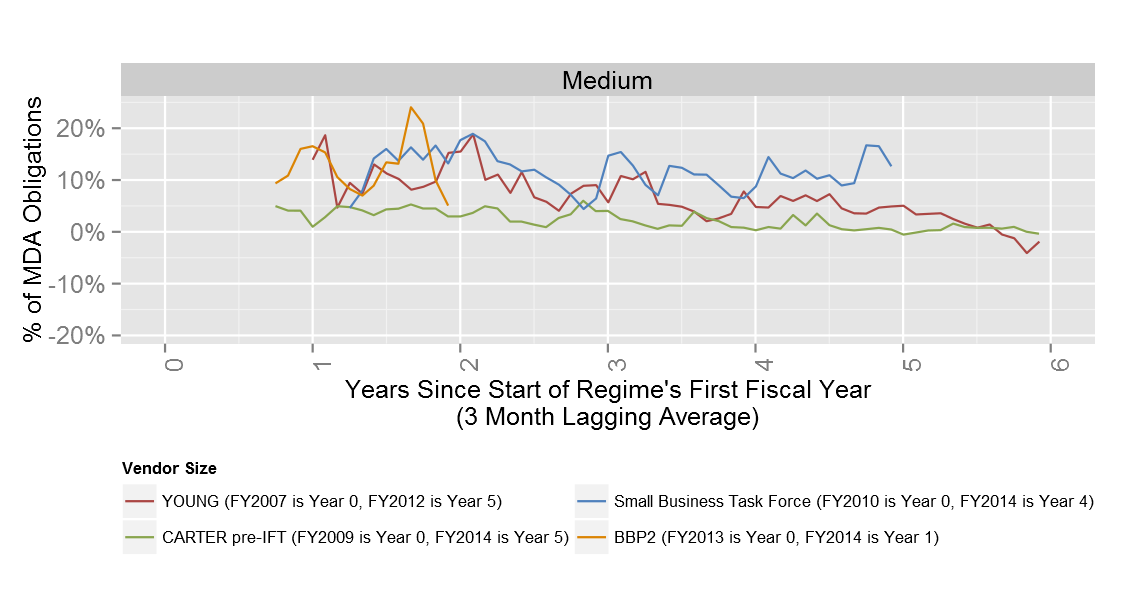 Medium
% of MDA Obligations
20%
10%
0%
-10%
-20%
0
1
2
3
4
5
6
Years Since Start of Regime's First Fiscal Year
(3 Month Lagging Average)
Vendor Size
YOUNG (FY2007 is Year 0, FY2012 is Year 5)
Small Business Task Force (FY2010 is Year 0, FY2014 is Year 4)
CARTER pre-IFT (FY2009 is Year 0, FY2014 is Year 5)
BBP2 (FY2013 is Year 0, FY2014 is Year 1)